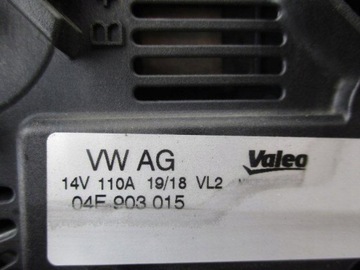 B+
VW AG Valeo
14V 110A 19/18 VL2
04E 903 015